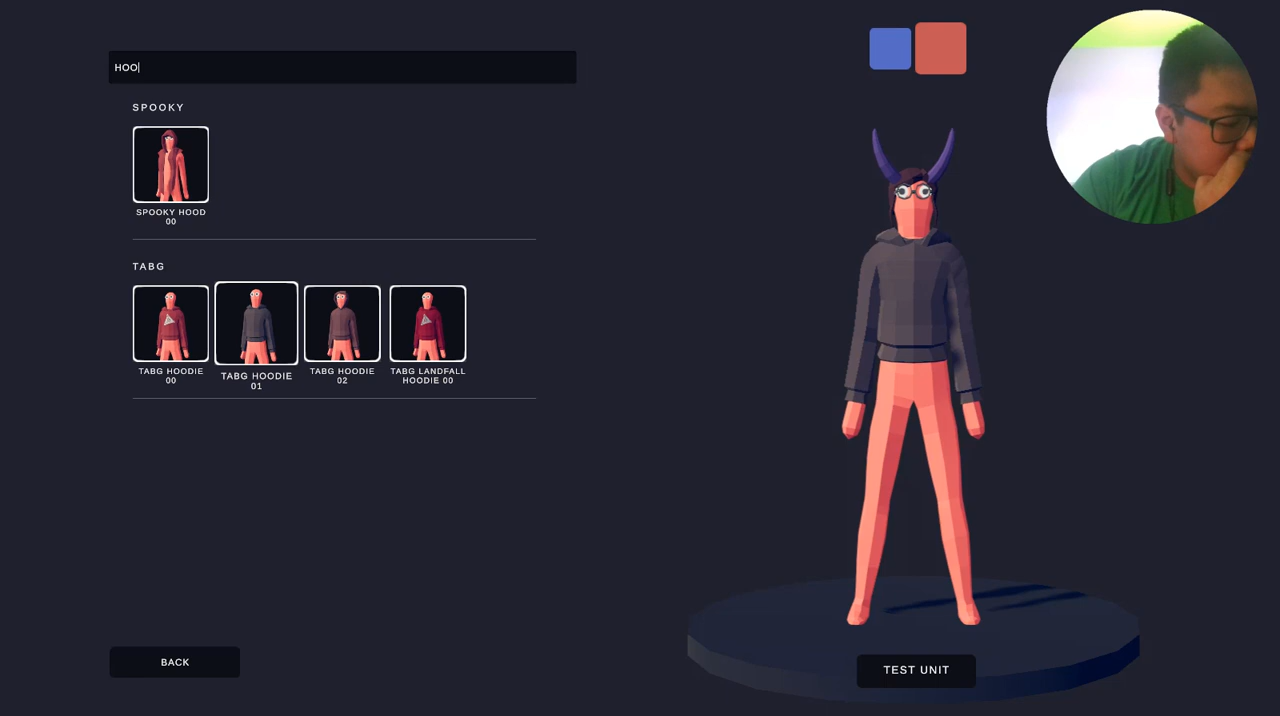 HOO
SPOOKY
SPOOKY HOOD
00
TABG
TABG HOODIE
00
TABG HOODIE
01
TABG HOODIE
02
TABG LANDFALL
HOODIE 00
BACK
TEST UNIT